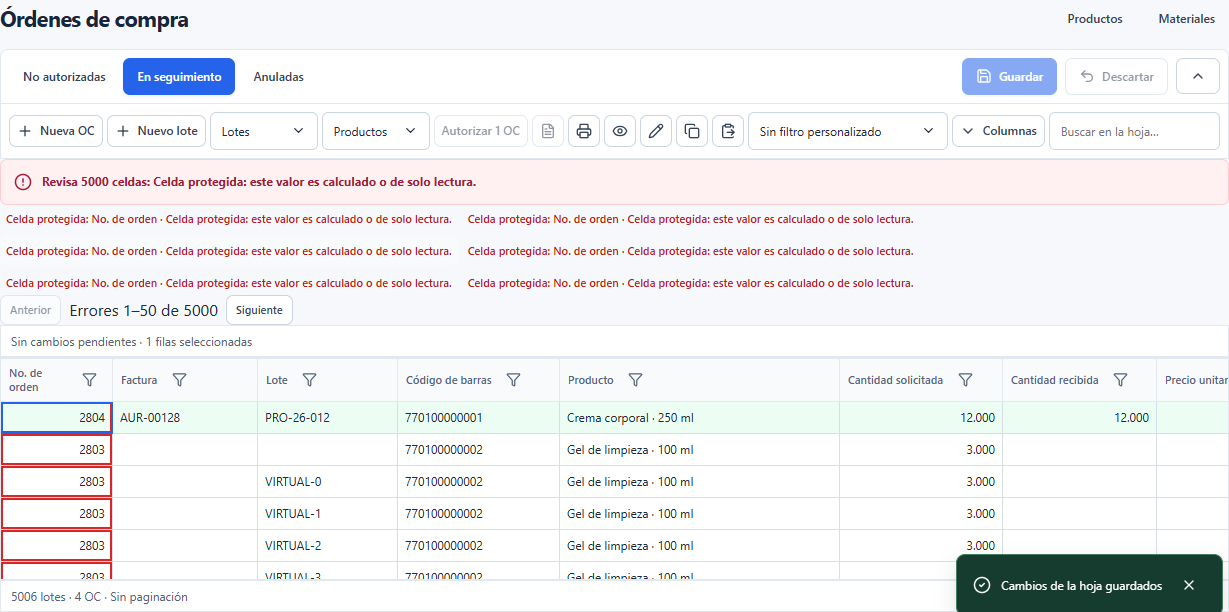 Órdenes de compra
Productos
Materiales
No autorizadas
En seguimiento
Anuladas
Guardar
Descartar
Nueva OC
Nuevo lote
Lotes
Productos
Autorizar 1 OC
Sin filtro personalizado
Columnas
Buscar en la hoja...
Revisa 5000 celdas: Celda protegida: este valor es calculado o de solo lectura.
Celda protegida: No. de orden · Celda protegida: este valor es calculado o de solo lectura.
Celda protegida: No. de orden · Celda protegida: este valor es calculado o de solo lectura.
Celda protegida: No. de orden · Celda protegida: este valor es calculado o de solo lectura.
Celda protegida: No. de orden · Celda protegida: este valor es calculado o de solo lectura.
Celda protegida: No. de orden · Celda protegida: este valor es calculado o de solo lectura.
Celda protegida: No. de orden · Celda protegida: este valor es calculado o de solo lectura.
Anterior
Errores 1–50 de 5000
Siguiente
Sin cambios pendientes · 1 filas seleccionadas
No. de orden
Factura
Lote
Código de barras
Producto
Cantidad solicitada
Cantidad recibida
Precio unitar
2804 AUR-00128 PRO-26-012 770100000001 Crema corporal · 250 ml 12.000 12.000
2803 770100000002 Gel de limpieza · 100 ml 3.000
2803 VIRTUAL-0 770100000002 Gel de limpieza · 100 ml 3.000
2803 VIRTUAL-1 770100000002 Gel de limpieza · 100 ml 3.000
2803 VIRTUAL-2 770100000002 Gel de limpieza · 100 ml 3.000
2803 VIRTUAL-3 770100000002 Gel de limpieza · 100 ml
5006 lotes · 4 OC · Sin paginación
Cambios de la hoja guardados